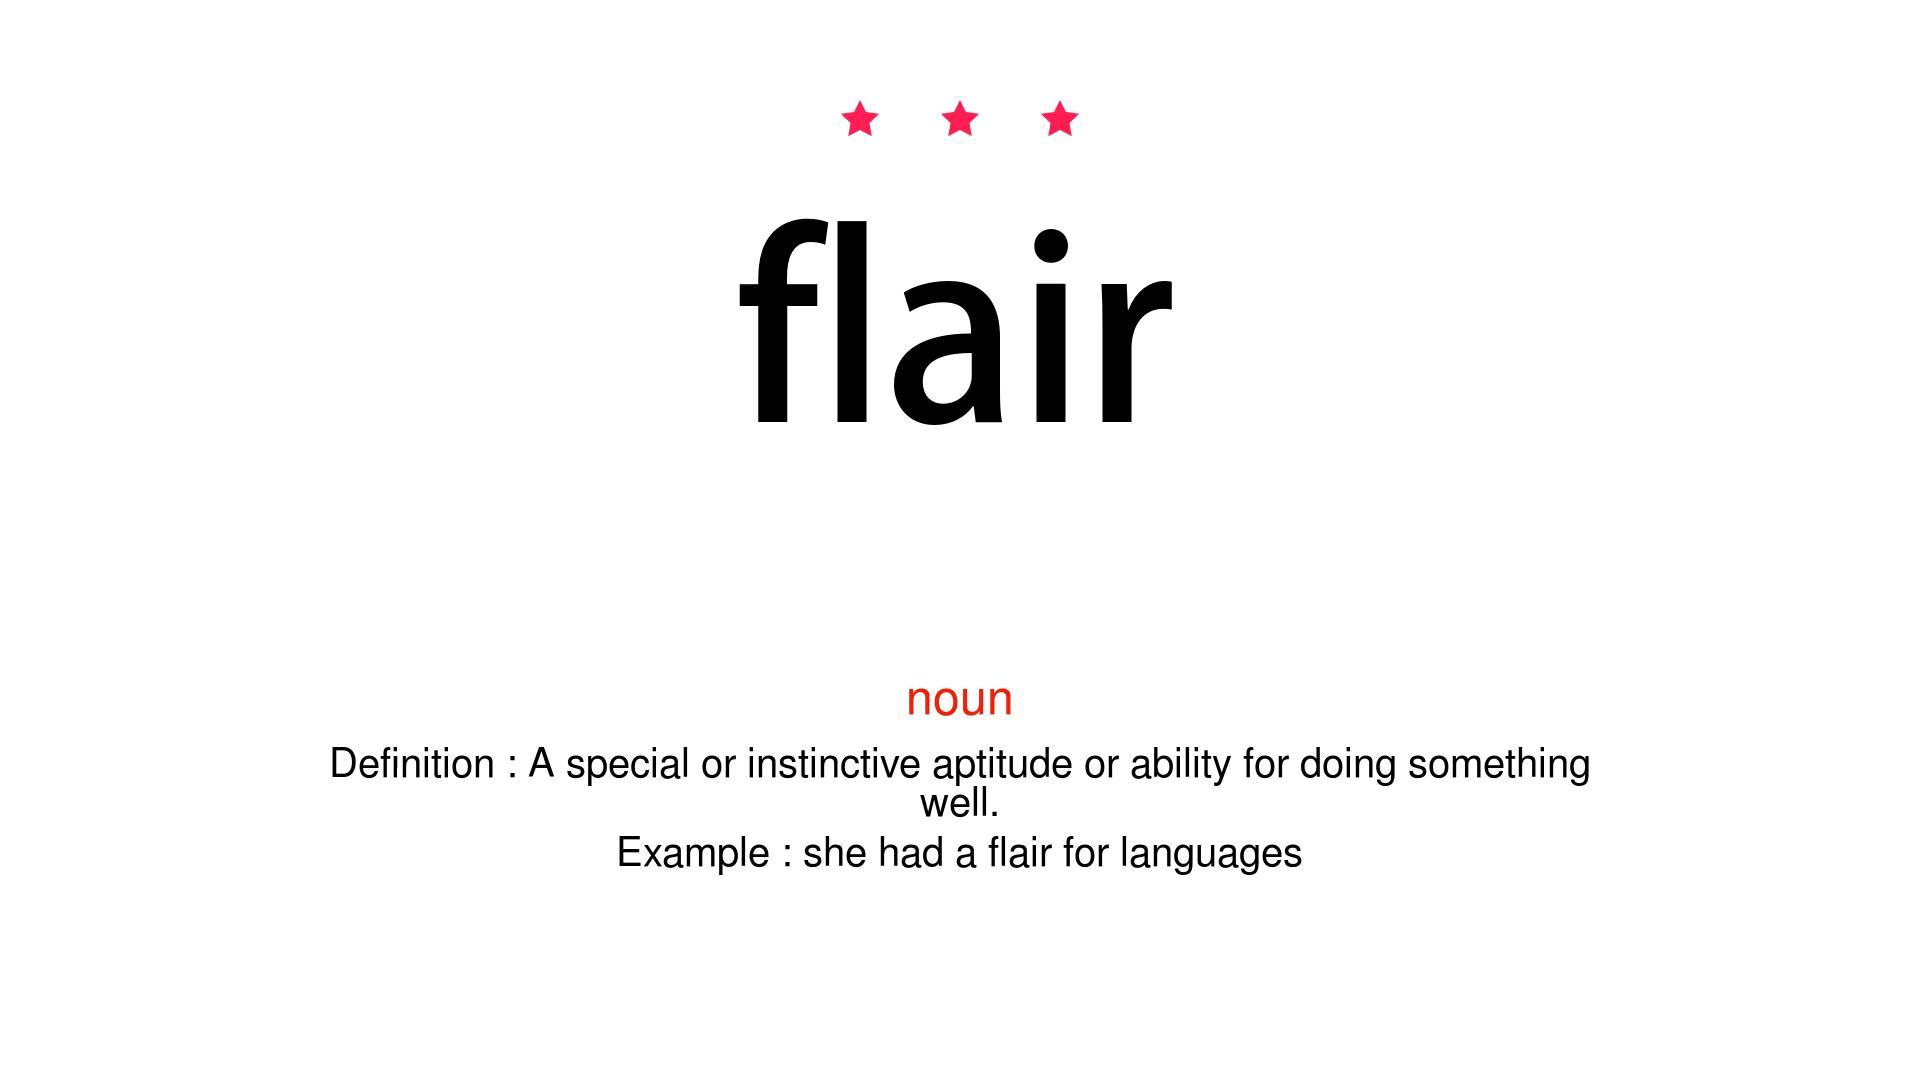 flair
noun
Definition : A special or instinctive aptitude or ability for doing something
well.
Example : she had a flair for languages